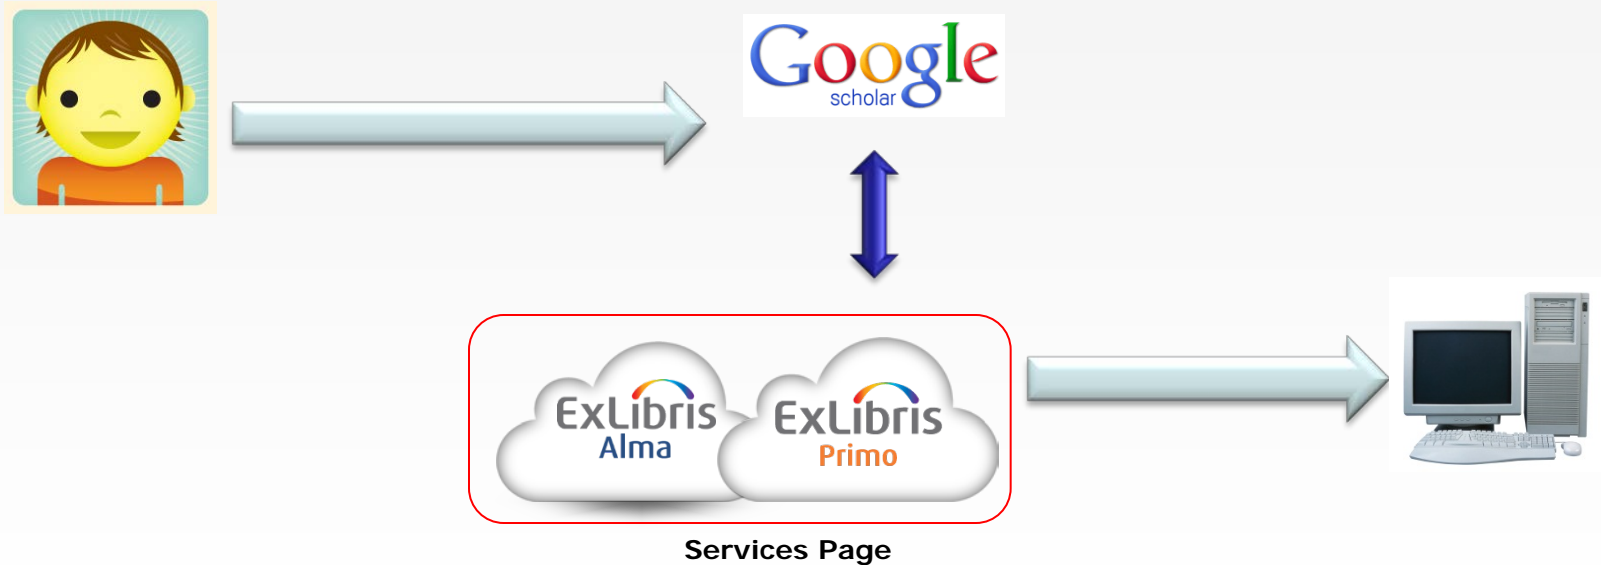 Google
scholar
ExLibris
Alma
ExLibris
Primo
Services Page